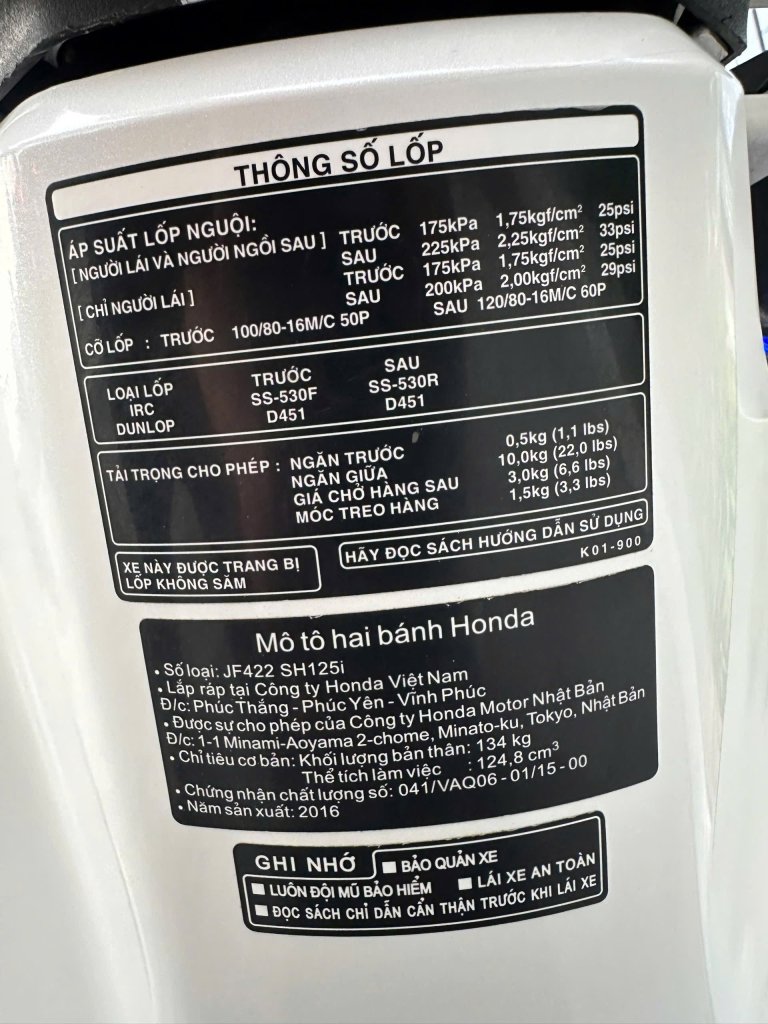 THÔNG SỐ LỐP
ÁP SUẤT LỐP NGUỘI:
[ NGƯỜI LÁI VÀ NGƯỜI NGỒI SAU ] TRƯỚC 175kPa 1,75kgf/cm² 25psi
SAU 225kPa 2,25kgf/cm² 33psi
[ CHỈ NGƯỜI LÁI ] TRƯỚC 175kPa 1,75kgf/cm² 25psi
SAU 200kPa 2,00kgf/cm² 29psi
CỠ LỐP : TRƯỚC 100/80-16M/C 50P SAU 120/80-16M/C 60P
LOẠI LỐP TRƯỚC SAU
IRC SS-530F SS-530R
DUNLOP D451 D451
TẢI TRỌNG CHO PHÉP : NGĂN TRƯỚC 0,5kg (1,1 lbs)
NGĂN GIỮA 10,0kg (22,0 lbs)
GIÁ CHỞ HÀNG SAU 3,0kg (6,6 lbs)
MÓC TREO HÀNG 1,5kg (3,3 lbs)
XE NÀY ĐƯỢC TRANG BỊ
LỐP KHÔNG SĂM
HÃY ĐỌC SÁCH HƯỚNG DẪN SỬ DỤNG
K01-900
Mô tô hai bánh Honda
• Số loại: JF422 SH125i
• Lắp ráp tại Công ty Honda Việt Nam
Đ/c: Phúc Thắng - Phúc Yên - Vĩnh Phúc
• Được sự cho phép của Công ty Honda Motor Nhật Bản
Đ/c: 1-1 Minami-Aoyama 2-chome, Minato-ku, Tokyo, Nhật Bản
• Chỉ tiêu cơ bản: Khối lượng bản thân: 134 kg
Thể tích làm việc : 124,8 cm³
• Chứng nhận chất lượng số: 041/VAQ06 - 01/15 - 00
• Năm sản xuất: 2016
GHI NHỚ ■ BẢO QUẢN XE
■ LUÔN ĐỘI MŨ BẢO HIỂM ■ LÁI XE AN TOÀN
■ ĐỌC SÁCH CHỈ DẪN CẨN THẬN TRƯỚC KHI LÁI XE